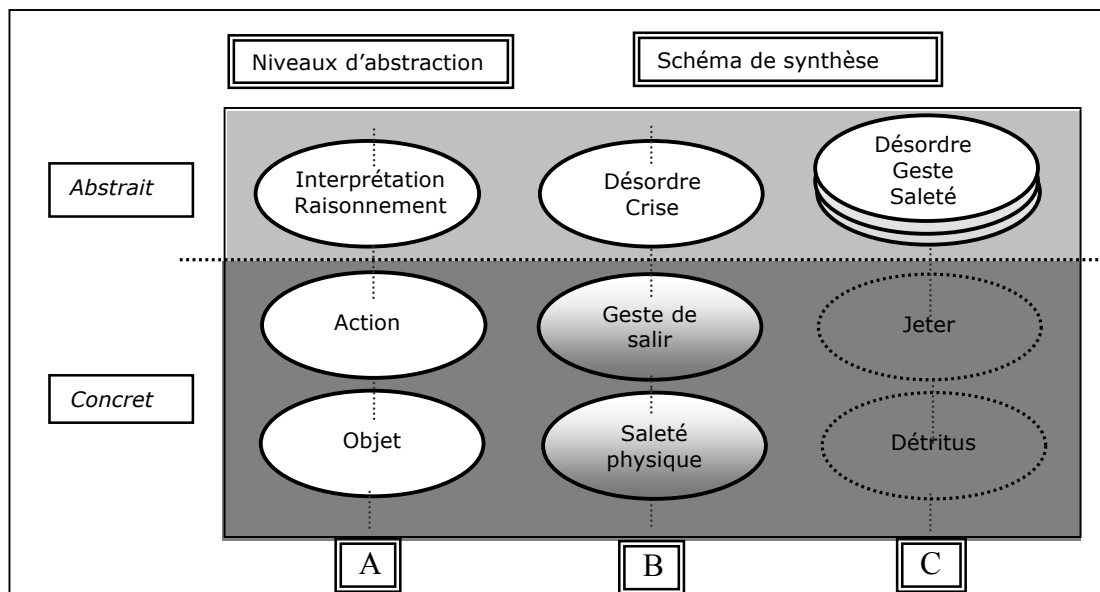 Niveaux d’abstraction
Schéma de synthèse
Abstrait
Interprétation
Raisonnement
Désordre
Crise
Désordre
Geste
Saleté
Concret
Action
Geste de
salir
Jeter
Objet
Saleté
physique
Détritus
A
B
C